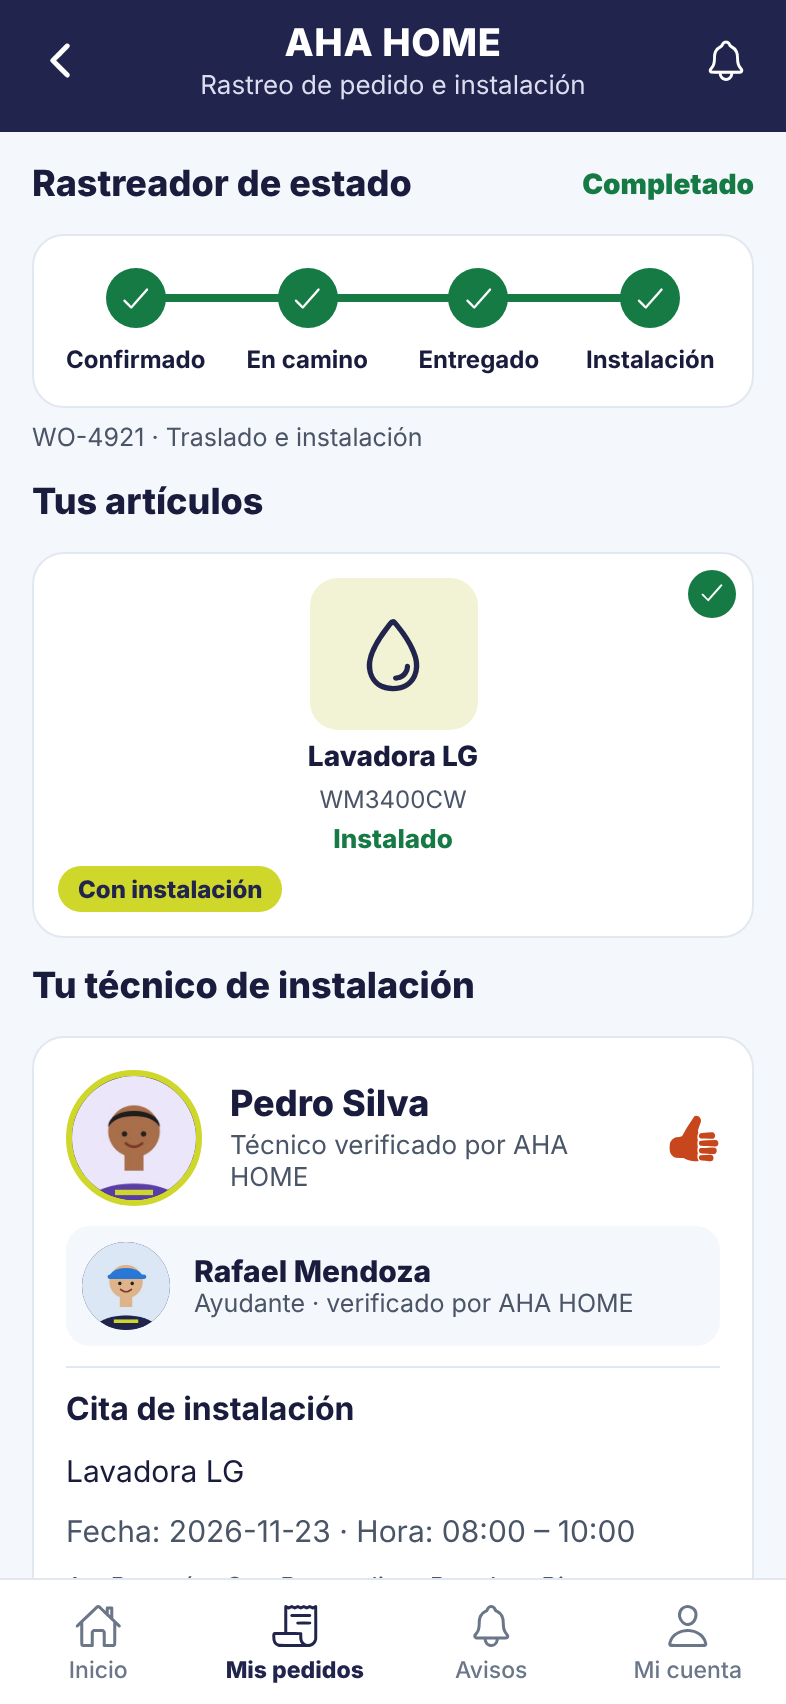 AHA HOME
Rastreo de pedido e instalación
Rastreador de estado
Completado
Confirmado
En camino
Entregado
Instalación
WO-4921 · Traslado e instalación
Tus artículos
Lavadora LG
WM3400CW
Instalado
Con instalación
Tu técnico de instalación
Pedro Silva
Técnico verificado por AHA
HOME
Rafael Mendoza
Ayudante · verificado por AHA HOME
Cita de instalación
Lavadora LG
Fecha: 2026-11-23 · Hora: 08:00 – 10:00
Inicio
Mis pedidos
Avisos
Mi cuenta